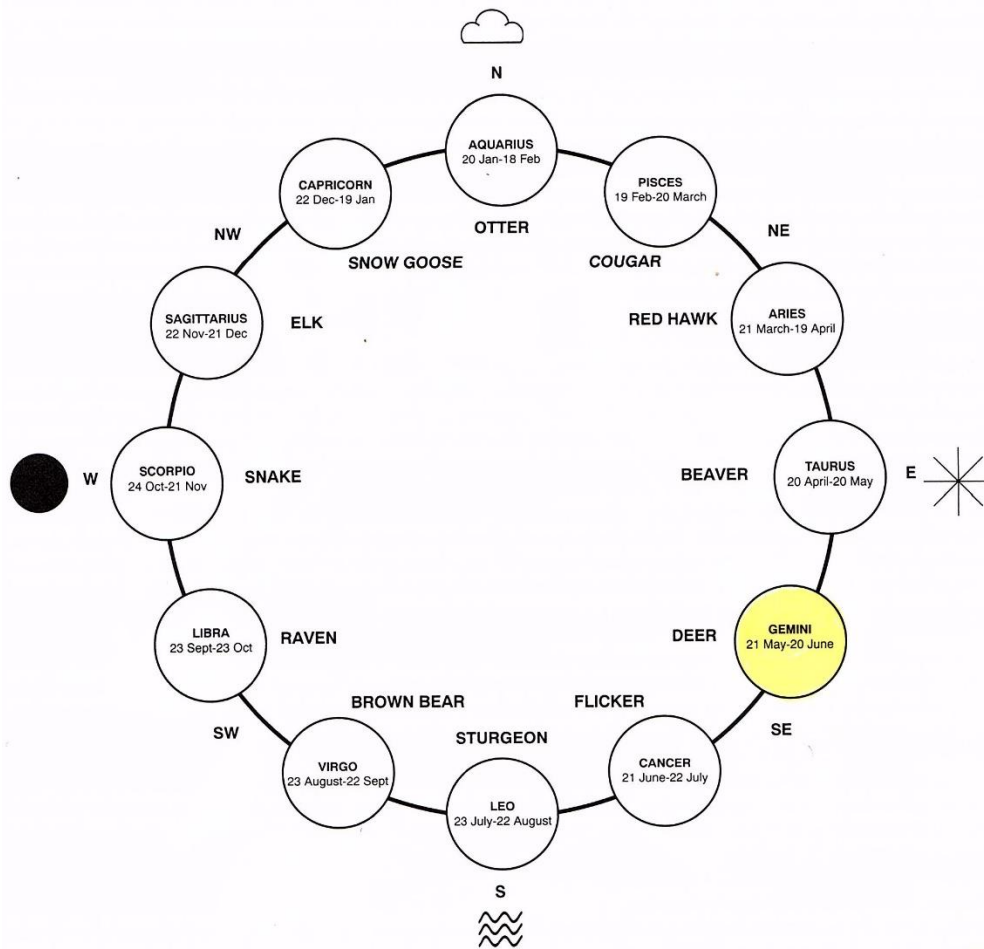 N
AQUARIUS
20 Jan-18 Feb
OTTER
CAPRICORN
22 Dec-19 Jan
SNOW GOOSE
PISCES
19 Feb-20 March
COUGAR
NW
NE
SAGITTARIUS
22 Nov-21 Dec
ELK
RED HAWK
ARIES
21 March-19 April
W
SCORPIO
24 Oct-21 Nov
SNAKE
BEAVER
TAURUS
20 April-20 May
E
LIBRA
23 Sept-23 Oct
RAVEN
DEER
GEMINI
21 May-20 June
SW
SE
BROWN BEAR
VIRGO
23 August-22 Sept
STURGEON
LEO
23 July-22 August
FLICKER
CANCER
21 June-22 July
S